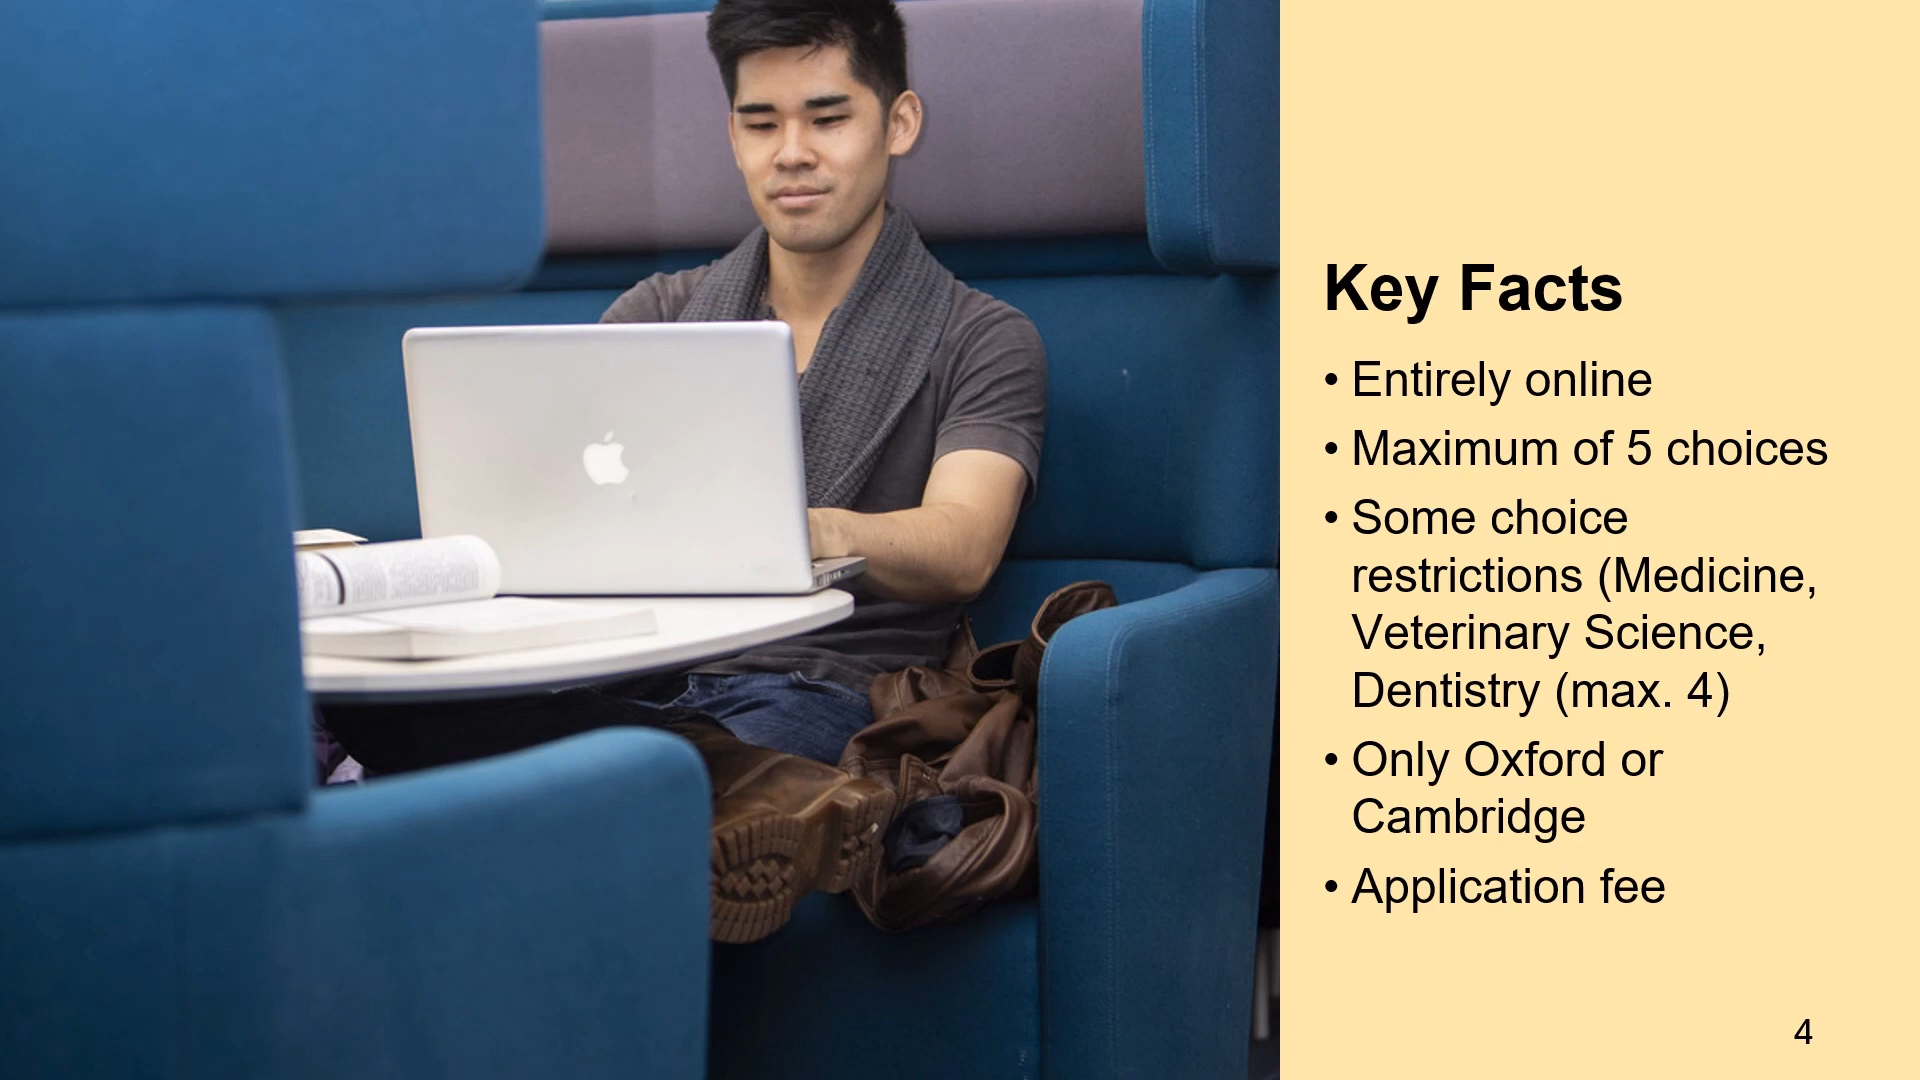 Key Facts
• Entirely online
• Maximum of 5 choices
• Some choice
restrictions (Medicine,
Veterinary Science,
Dentistry (max. 4)
• Only Oxford or
Cambridge
• Application fee
4